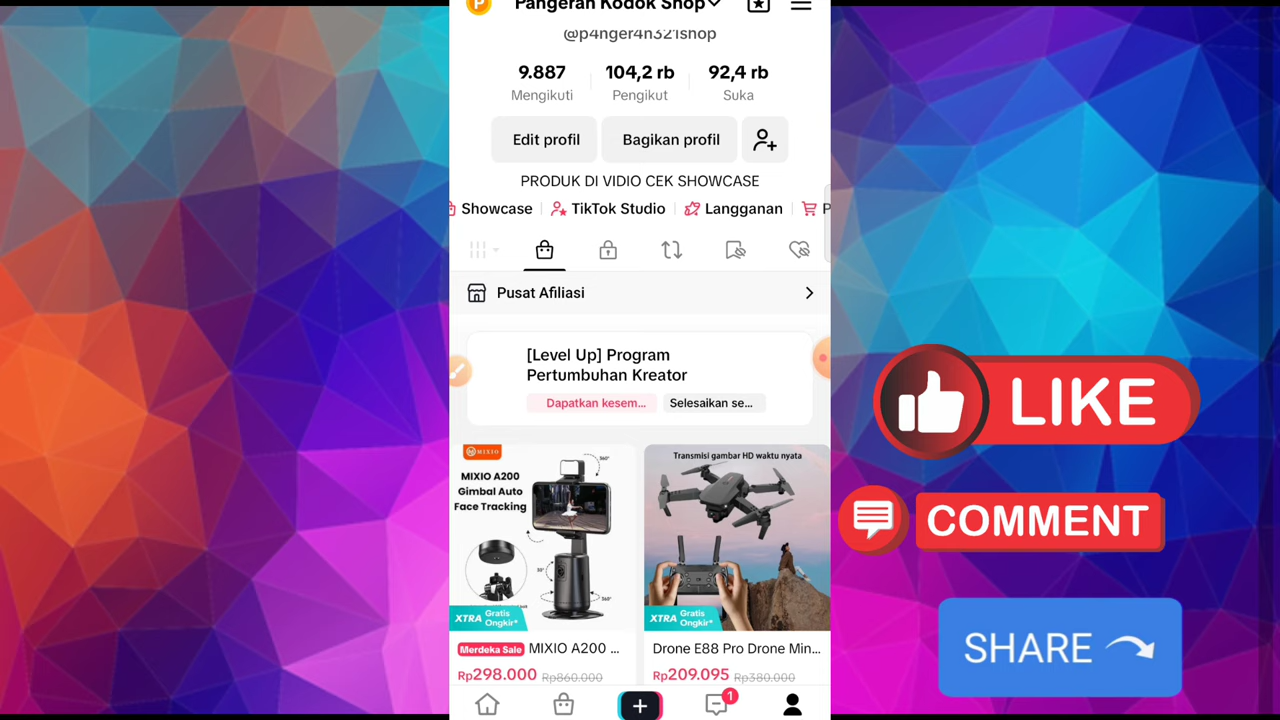 P
Pangeran Kodok Shop
@p4nger4n321shop
9.887
104,2 rb
92,4 rb
Mengikuti
Pengikut
Suka
Edit profil
Bagikan profil
PRODUK DI VIDIO CEK SHOWCASE
Showcase
TikTok Studio
Langganan
P
Pusat Afiliasi
[Level Up] Program
Pertumbuhan Kreator
Dapatkan kesem...
Selesaikan se...
MIXIO
MIXIO A200
Gimbal Auto
Face Tracking
360°
360°
XTRA Gratis
Ongkir*
Merdeka Sale MIXIO A200 ...
Rp298.000 Rp860.000
Transmisi gambar HD waktu nyata
XTRA Gratis
Ongkir*
Drone E88 Pro Drone Min...
Rp209.095 Rp380.000
1
LIKE
COMMENT
SHARE